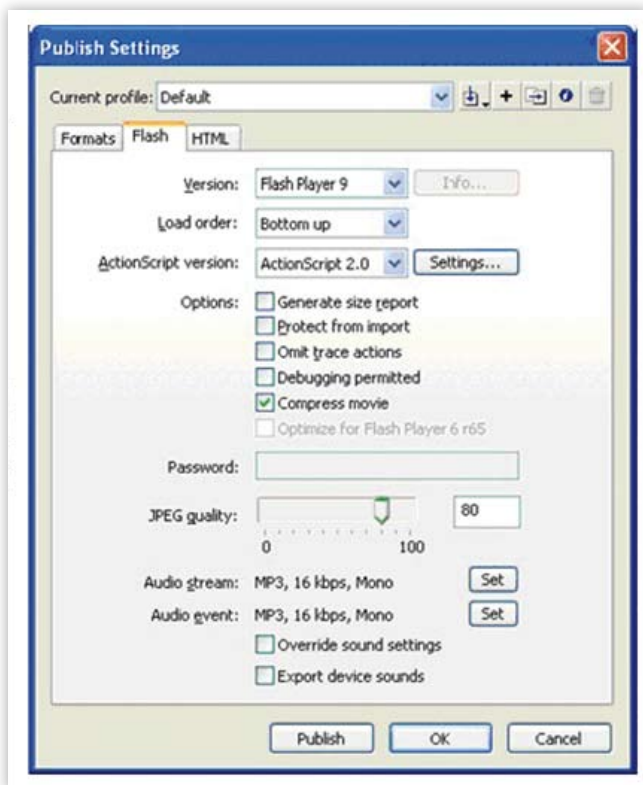 Publish Settings
Current profile: Default
Formats Flash HTML
Version: Flash Player 9 Info...
Load order: Bottom up
ActionScript version: ActionScript 2.0 Settings...
Options: Generate size report
Protect from import
Omit trace actions
Debugging permitted
Compress movie
Optimize for Flash Player 6 r65
Password:
JPEG quality: 80
0 100
Audio stream: MP3, 16 kbps, Mono Set
Audio event: MP3, 16 kbps, Mono Set
Override sound settings
Export device sounds
Publish OK Cancel